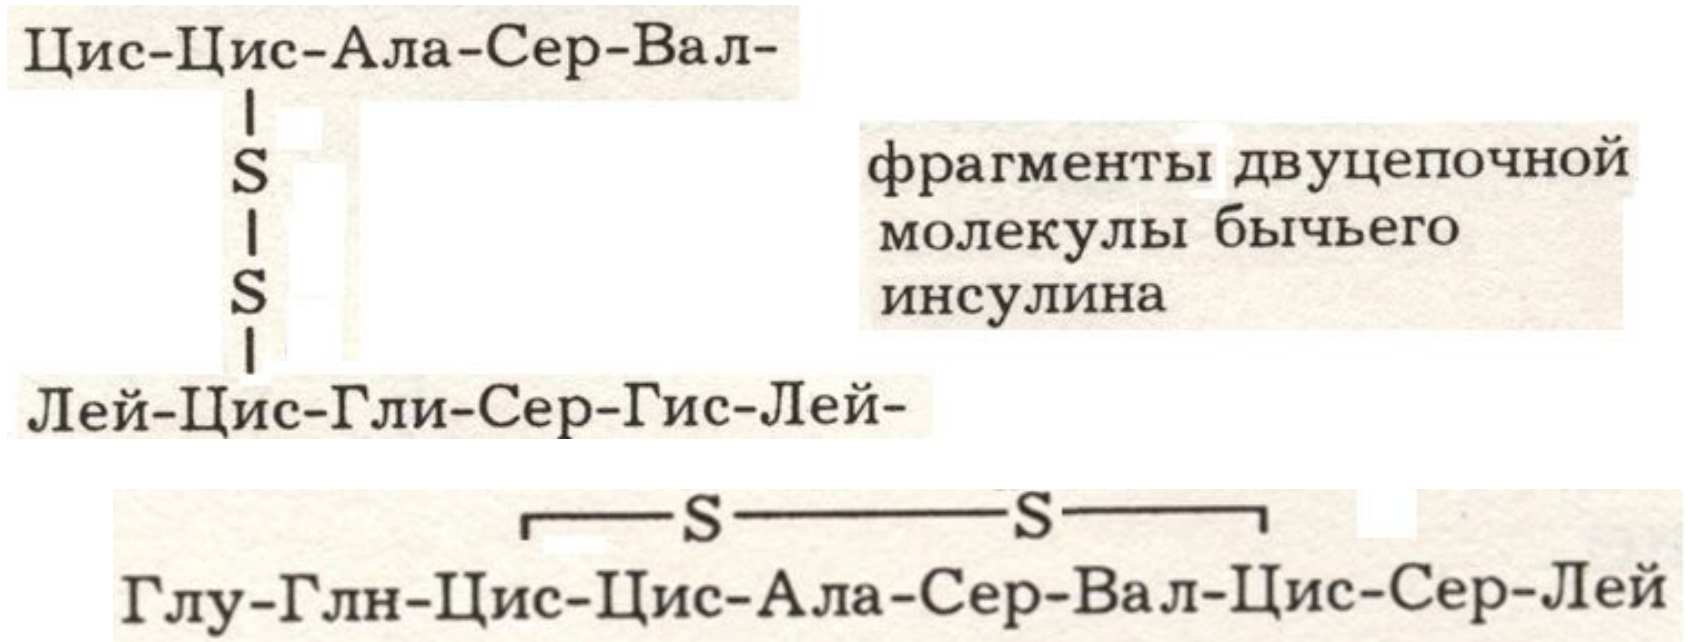 Цис-Цис-Ала-Сер-Вал-
S
S
Лей-Цис-Гли-Сер-Гис-Лей-
фрагменты двуцепочной
молекулы бычьего
инсулина
S S
Глу-Глн-Цис-Цис-Ала-Сер-Вал-Цис-Сер-Лей